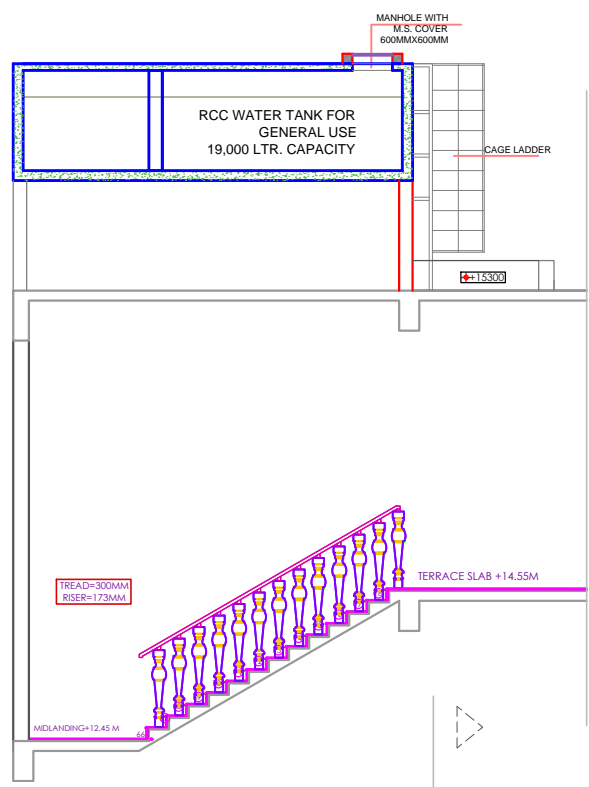 MANHOLE WITH
M.S. COVER
600MMX600MM
RCC WATER TANK FOR
GENERAL USE
19,000 LTR. CAPACITY
CAGE LADDER
+15300
TREAD=300MM
RISER=173MM
TERRACE SLAB +14.55M
MIDLANDING+12.45 M
66